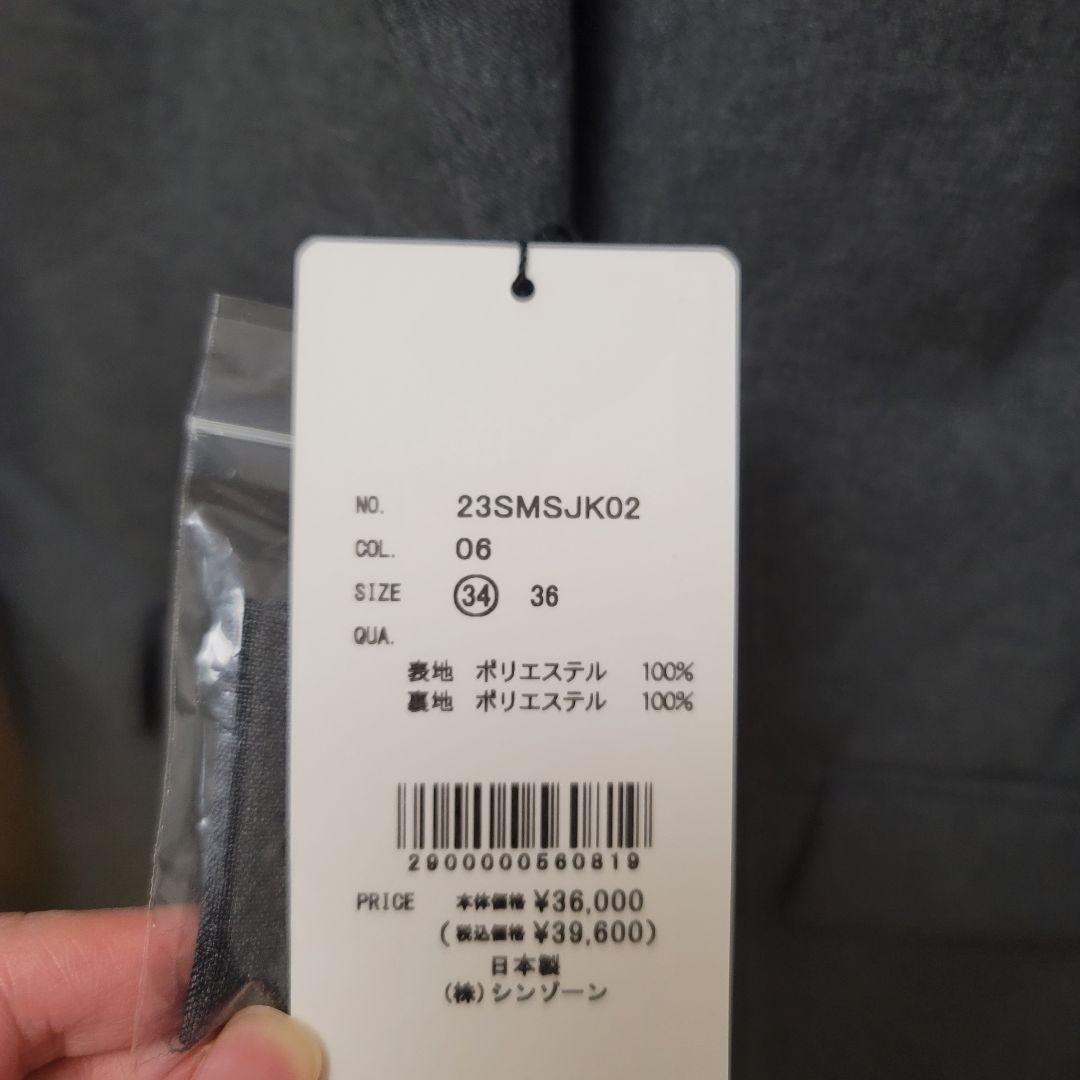 NO. 23SMSJK02
COL. 06
SIZE 34 36
QUA.
表地 ポリエステル 100%
裏地 ポリエステル 100%
2900000560819
PRICE 本体価格 ¥36,000
(税込価格 ¥39,600)
日本製
(株)シンゾーン